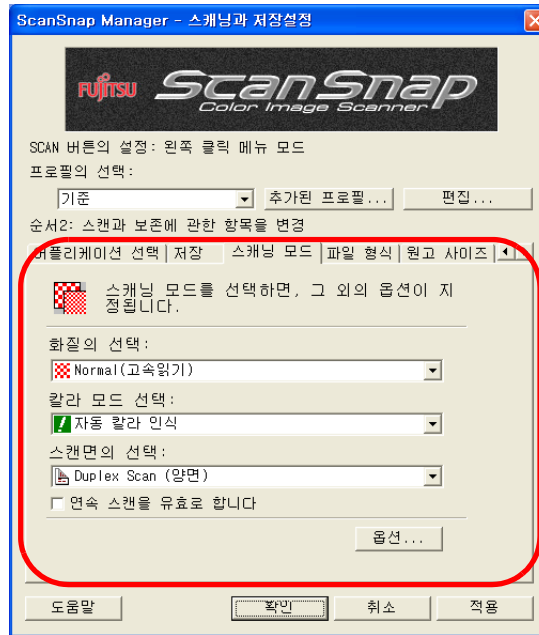 ScanSnap Manager - 스캐닝과 저장설정
FUJITSU ScanSnap
Color Image Scanner
SCAN 버튼의 설정: 왼쪽 클릭 메뉴 모드
프로필의 선택:
기준 추가된 프로필... 편집...
순서2: 스캔과 보존에 관한 항목을 변경
어플리케이션 선택 저장 스캐닝 모드 파일 형식 원고 사이즈
스캐닝 모드를 선택하면, 그 외의 옵션이 지
정됩니다.
화질의 선택:
Normal(고속읽기)
칼라 모드 선택:
자동 칼라 인식
스캔면의 선택:
Duplex Scan (양면)
연속 스캔을 유효로 합니다
옵션...
도움말 확인 취소 적용